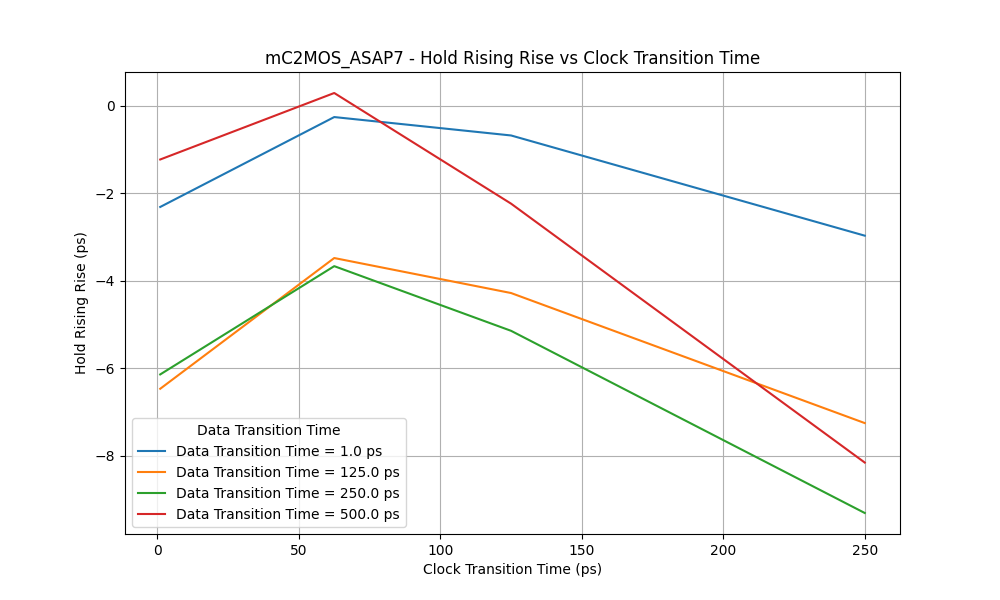 mC2MOS_ASAP7 - Hold Rising Rise vs Clock Transition Time
Hold Rising Rise (ps)
0
−2
−4
−6
−8
Data Transition Time
Data Transition Time = 1.0 ps
Data Transition Time = 125.0 ps
Data Transition Time = 250.0 ps
Data Transition Time = 500.0 ps
0 50 100 150 200 250
Clock Transition Time (ps)